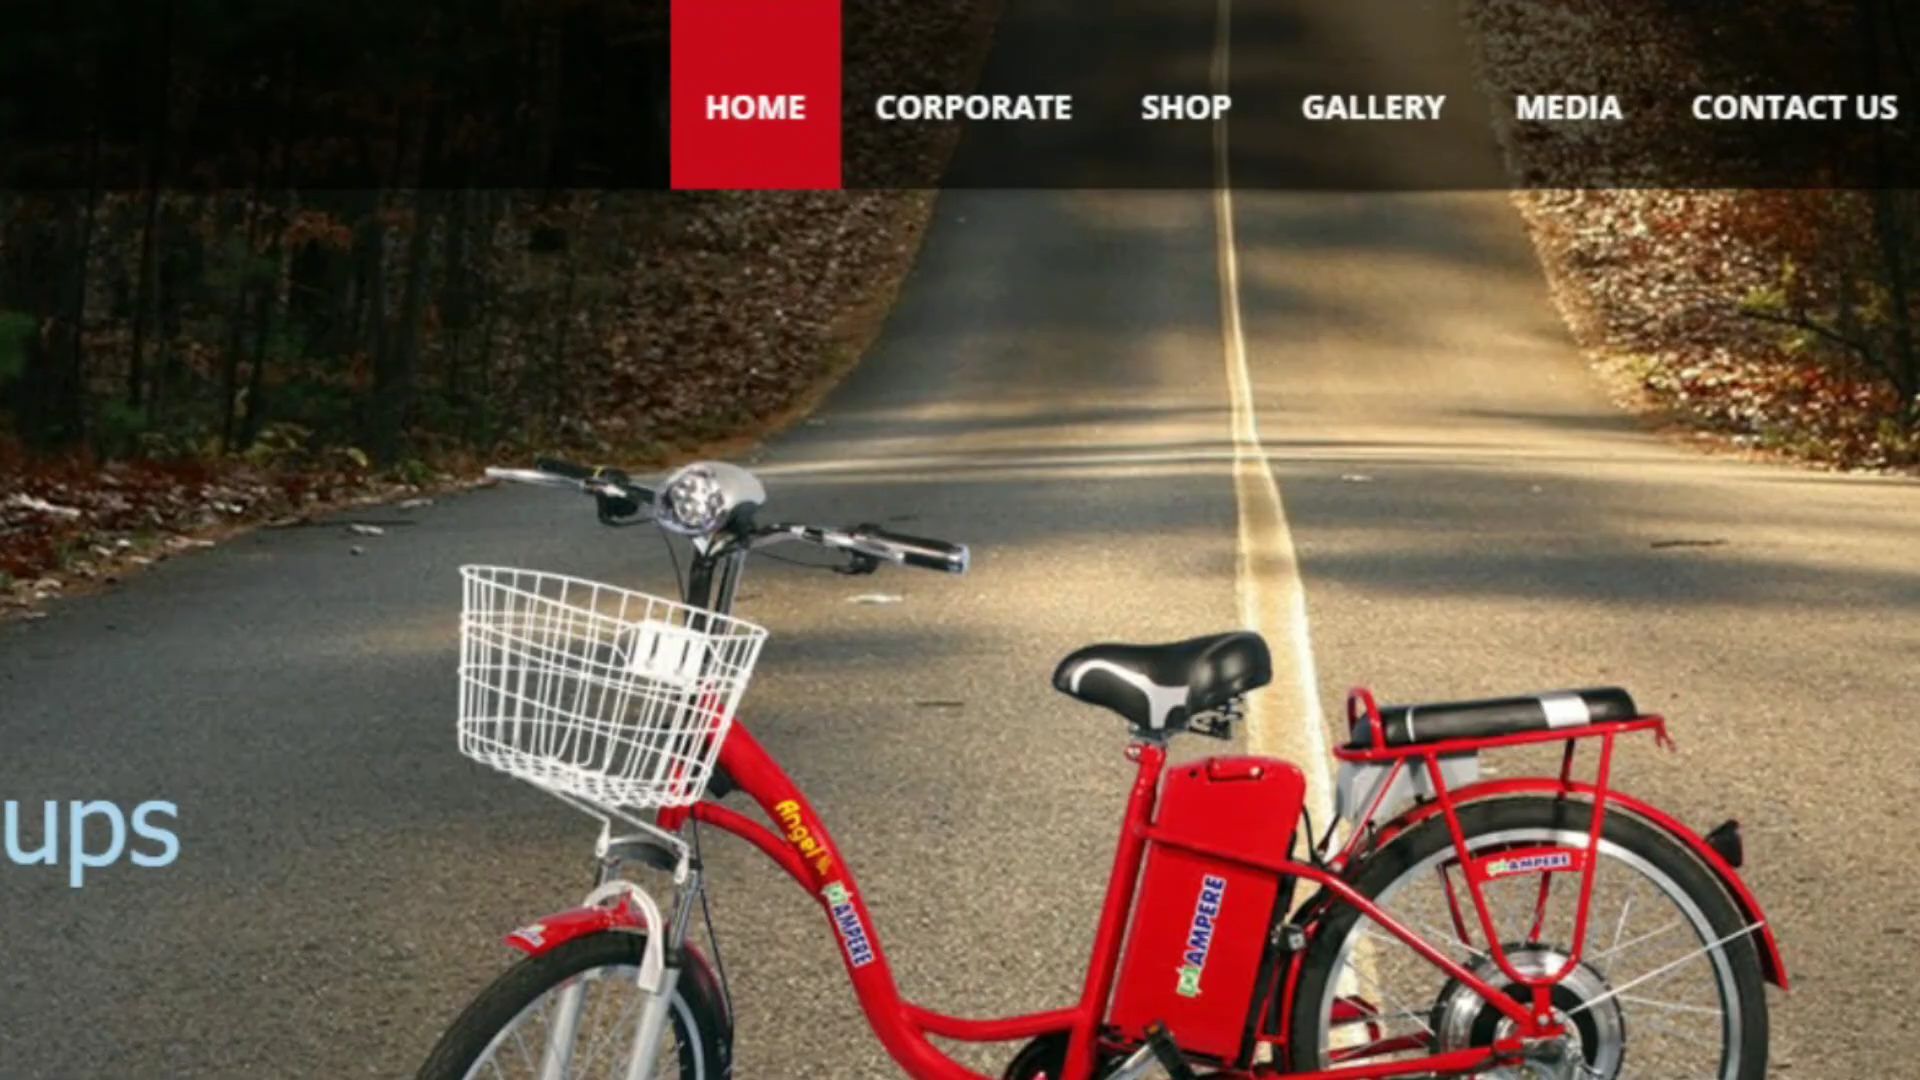 HOME CORPORATE SHOP GALLERY MEDIA CONTACT US
ups
Angel
AMPERE
AMPERE
AMPERE